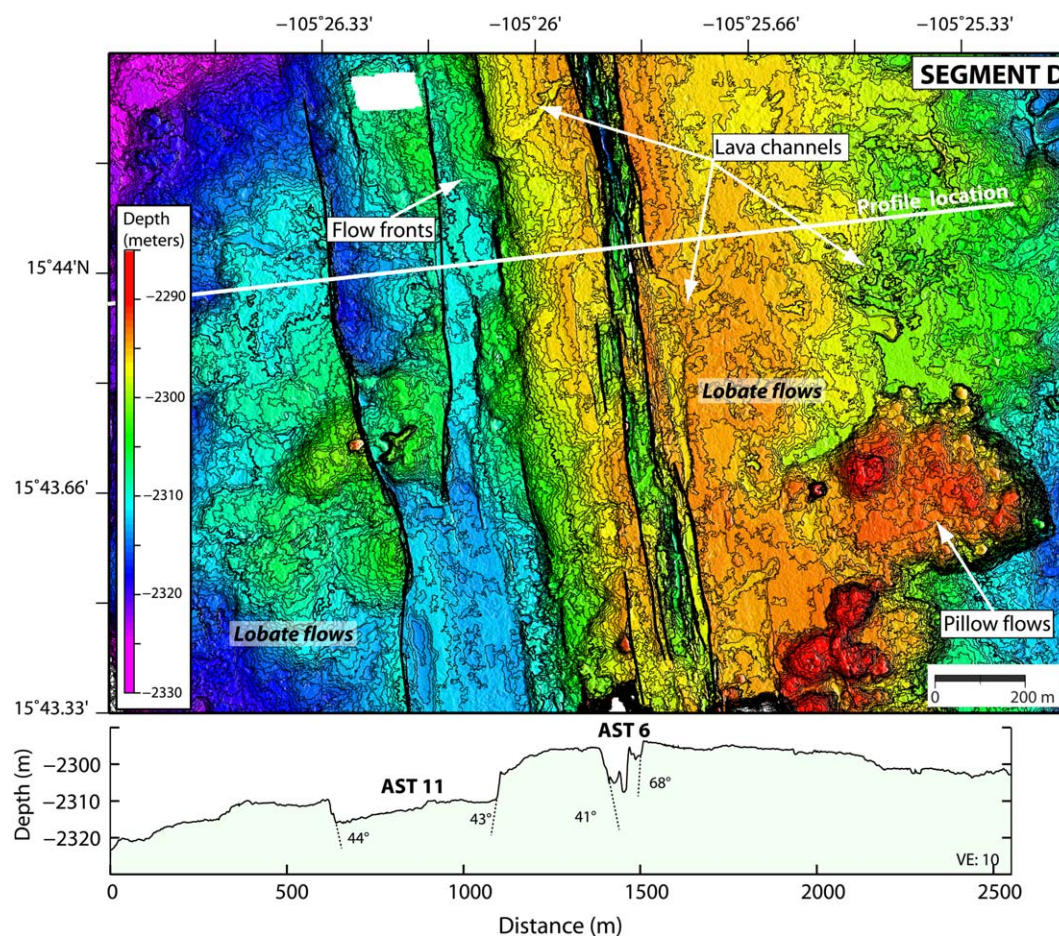 −105°26.33' −105°26' −105°25.66' −105°25.33'
SEGMENT D
Lava channels
Flow fronts
Profile location
Depth
(meters)
−2290
−2300
−2310
−2320
−2330
15°44'N
15°43.66'
15°43.33'
Lobate flows
Lobate flows
Pillow flows
0 200 m
AST 6
AST 11
68°
43°
41°
44°
VE: 10
Depth (m)
−2300
−2310
−2320
0 500 1000 1500 2000 2500
Distance (m)